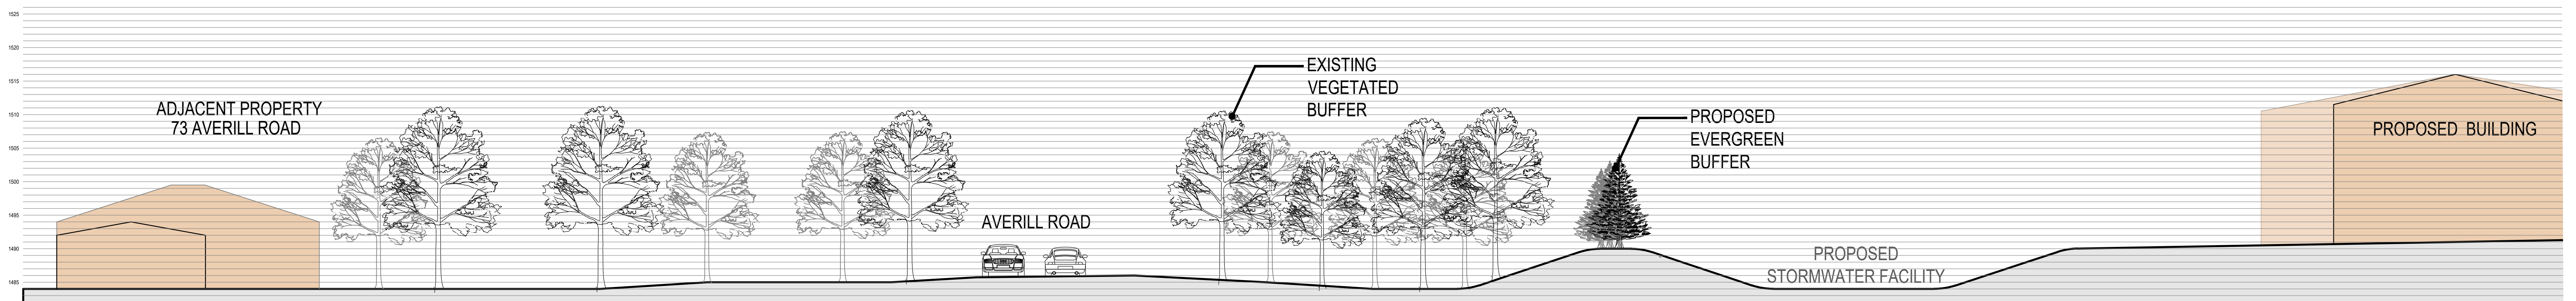 1525
1520
1515
1510
1505
1500
1495
1490
1485
ADJACENT PROPERTY
73 AVERILL ROAD
AVERILL ROAD
EXISTING
VEGETATED
BUFFER
PROPOSED
EVERGREEN
BUFFER
PROPOSED
STORMWATER FACILITY
PROPOSED BUILDING